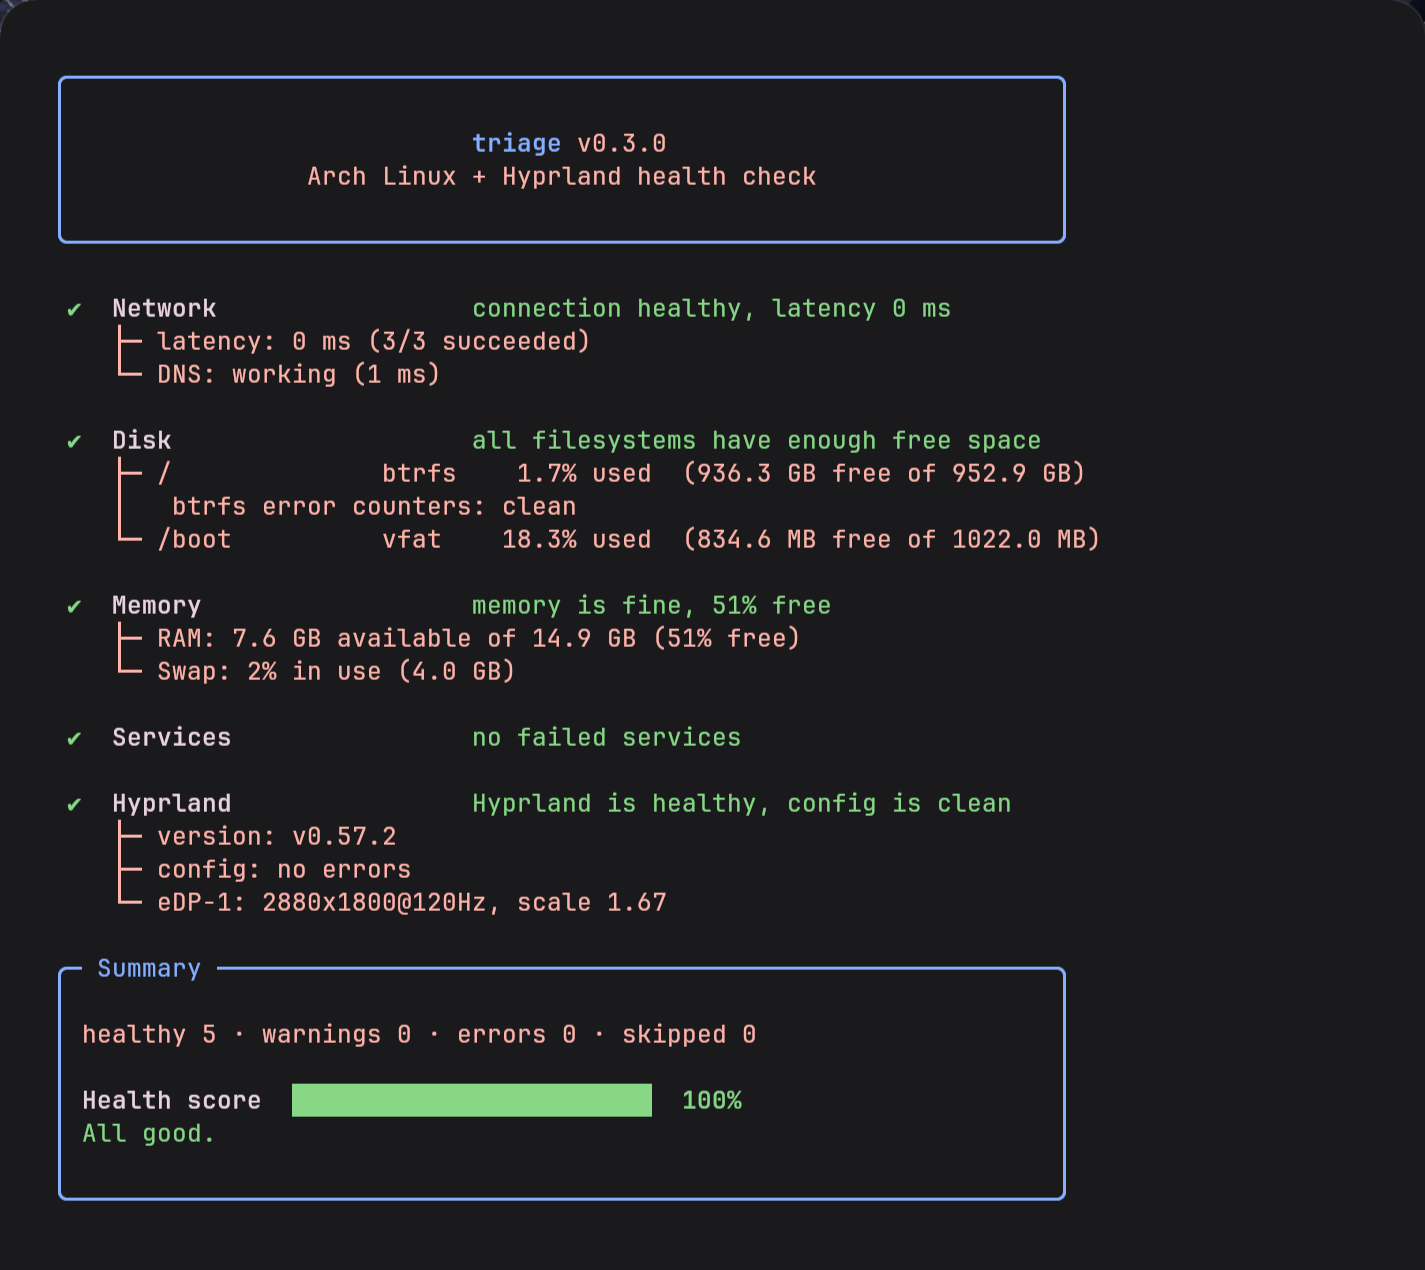 triage v0.3.0
Arch Linux + Hyprland health check
✔ Network connection healthy, latency 0 ms
├─ latency: 0 ms (3/3 succeeded)
└─ DNS: working (1 ms)
✔ Disk all filesystems have enough free space
├─ / btrfs 1.7% used (936.3 GB free of 952.9 GB)
│ btrfs error counters: clean
└─ /boot vfat 18.3% used (834.6 MB free of 1022.0 MB)
✔ Memory memory is fine, 51% free
├─ RAM: 7.6 GB available of 14.9 GB (51% free)
└─ Swap: 2% in use (4.0 GB)
✔ Services no failed services
✔ Hyprland Hyprland is healthy, config is clean
├─ version: v0.57.2
├─ config: no errors
└─ eDP-1: 2880x1800@120Hz, scale 1.67
Summary
healthy 5 · warnings 0 · errors 0 · skipped 0
Health score 100%
All good.